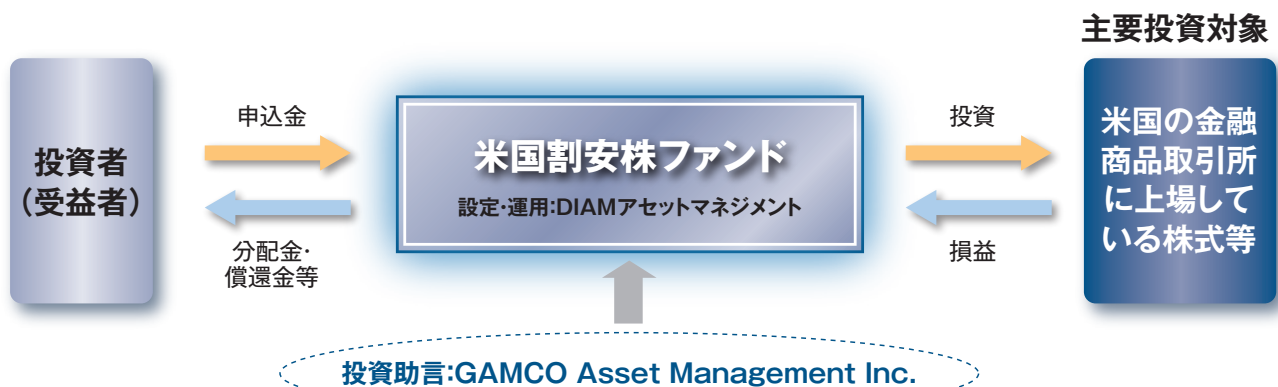 主要投資対象
投資者
(受益者)
申込金
分配金・
償還金等
米国割安株ファンド
設定・運用:DIAMアセットマネジメント
投資
損益
米国の金融
商品取引所
に上場して
いる株式等
投資助言:GAMCO Asset Management Inc.